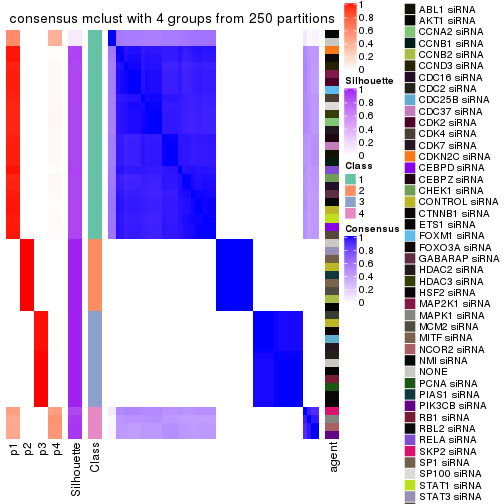 consensus mclust with 4 groups from 250 partitions
1
0.8
0.6
0.4
0.2
0
Silhouette
1
0.8
0.6
0.4
0.2
0
Class
1
2
3
4
Consensus
1
0.8
0.6
0.4
0.2
0
ABL1 siRNA
AKT1 siRNA
CCNA2 siRNA
CCNB1 siRNA
CCNB2 siRNA
CCND3 siRNA
CDC16 siRNA
CDC2 siRNA
CDC25B siRNA
CDC37 siRNA
CDK2 siRNA
CDK4 siRNA
CDK7 siRNA
CDKN2C siRNA
CEBPD siRNA
CEBPZ siRNA
CHEK1 siRNA
CONTROL siRNA
CTNNB1 siRNA
ETS1 siRNA
FOXM1 siRNA
FOXO3A siRNA
GABARAP siRNA
HDAC2 siRNA
HDAC3 siRNA
HSF2 siRNA
MAP2K1 siRNA
MAPK1 siRNA
MCM2 siRNA
MITF siRNA
NCOR2 siRNA
NMI siRNA
NONE
PCNA siRNA
PIAS1 siRNA
PIK3CB siRNA
RB1 siRNA
RBL2 siRNA
RELA siRNA
SKP2 siRNA
SP1 siRNA
SP100 siRNA
STAT1 siRNA
STAT3 siRNA
p1
p2
p3
p4
Silhouette
Class
agent